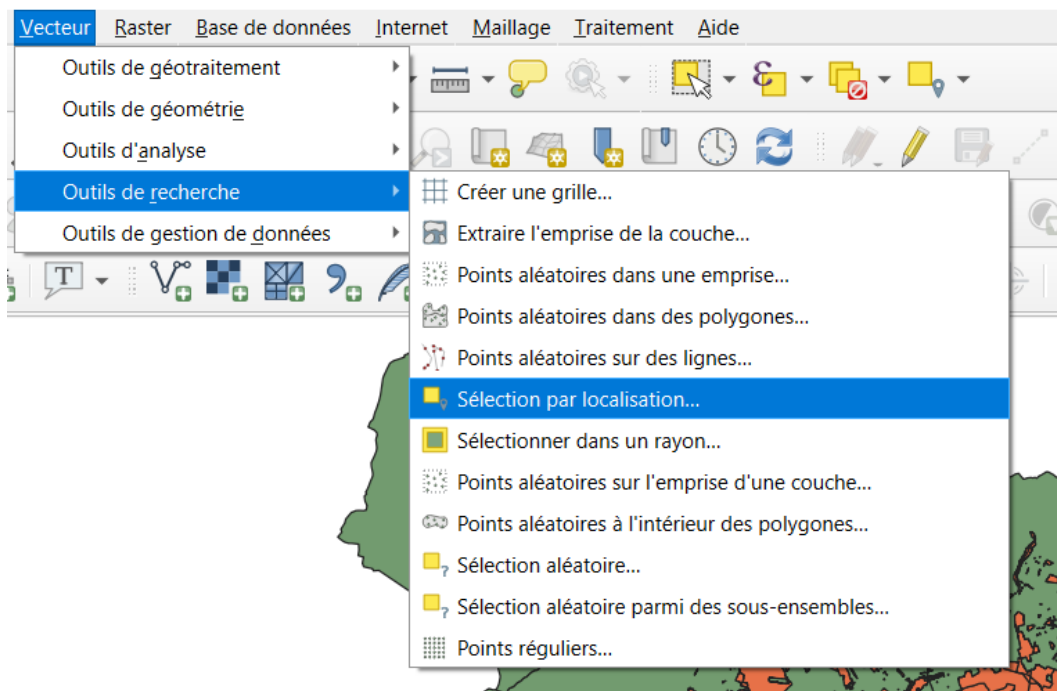 Vecteur Raster Base de données Internet Maillage Traitement Aide
Outils de géotraitement
Outils de géométrie
Outils d'analyse
Outils de recherche
Outils de gestion de données
T
Créer une grille...
Extraire l'emprise de la couche...
Points aléatoires dans une emprise...
Points aléatoires dans des polygones...
Points aléatoires sur des lignes...
Sélection par localisation...
Sélectionner dans un rayon...
Points aléatoires sur l'emprise d'une couche...
Points aléatoires à l'intérieur des polygones...
Sélection aléatoire...
Sélection aléatoire parmi des sous-ensembles...
Points réguliers...